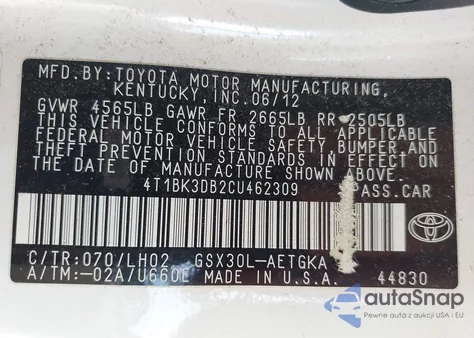 MFD.BY: TOYOTA MOTOR MANUFACTURING,
KENTUCKY, INC. 06/12
GVWR 4565LB GAWR FR 2665LB RR 2505LB
THIS VEHICLE CONFORMS TO ALL APPLICABLE
FEDERAL MOTOR VEHICLE SAFETY, BUMPER, AND
THEFT PREVENTION STANDARDS IN EFFECT ON
THE DATE OF MANUFACTURE SHOWN ABOVE.
4T1BK3DB2CU462309 PASS.CAR
C/TR:070/LH02 GSX30L-AETGKA
A/TM:-02A/U660E MADE IN U.S.A. 44830
TOYOTA
autoSnap
Pewne auta z USA i EU